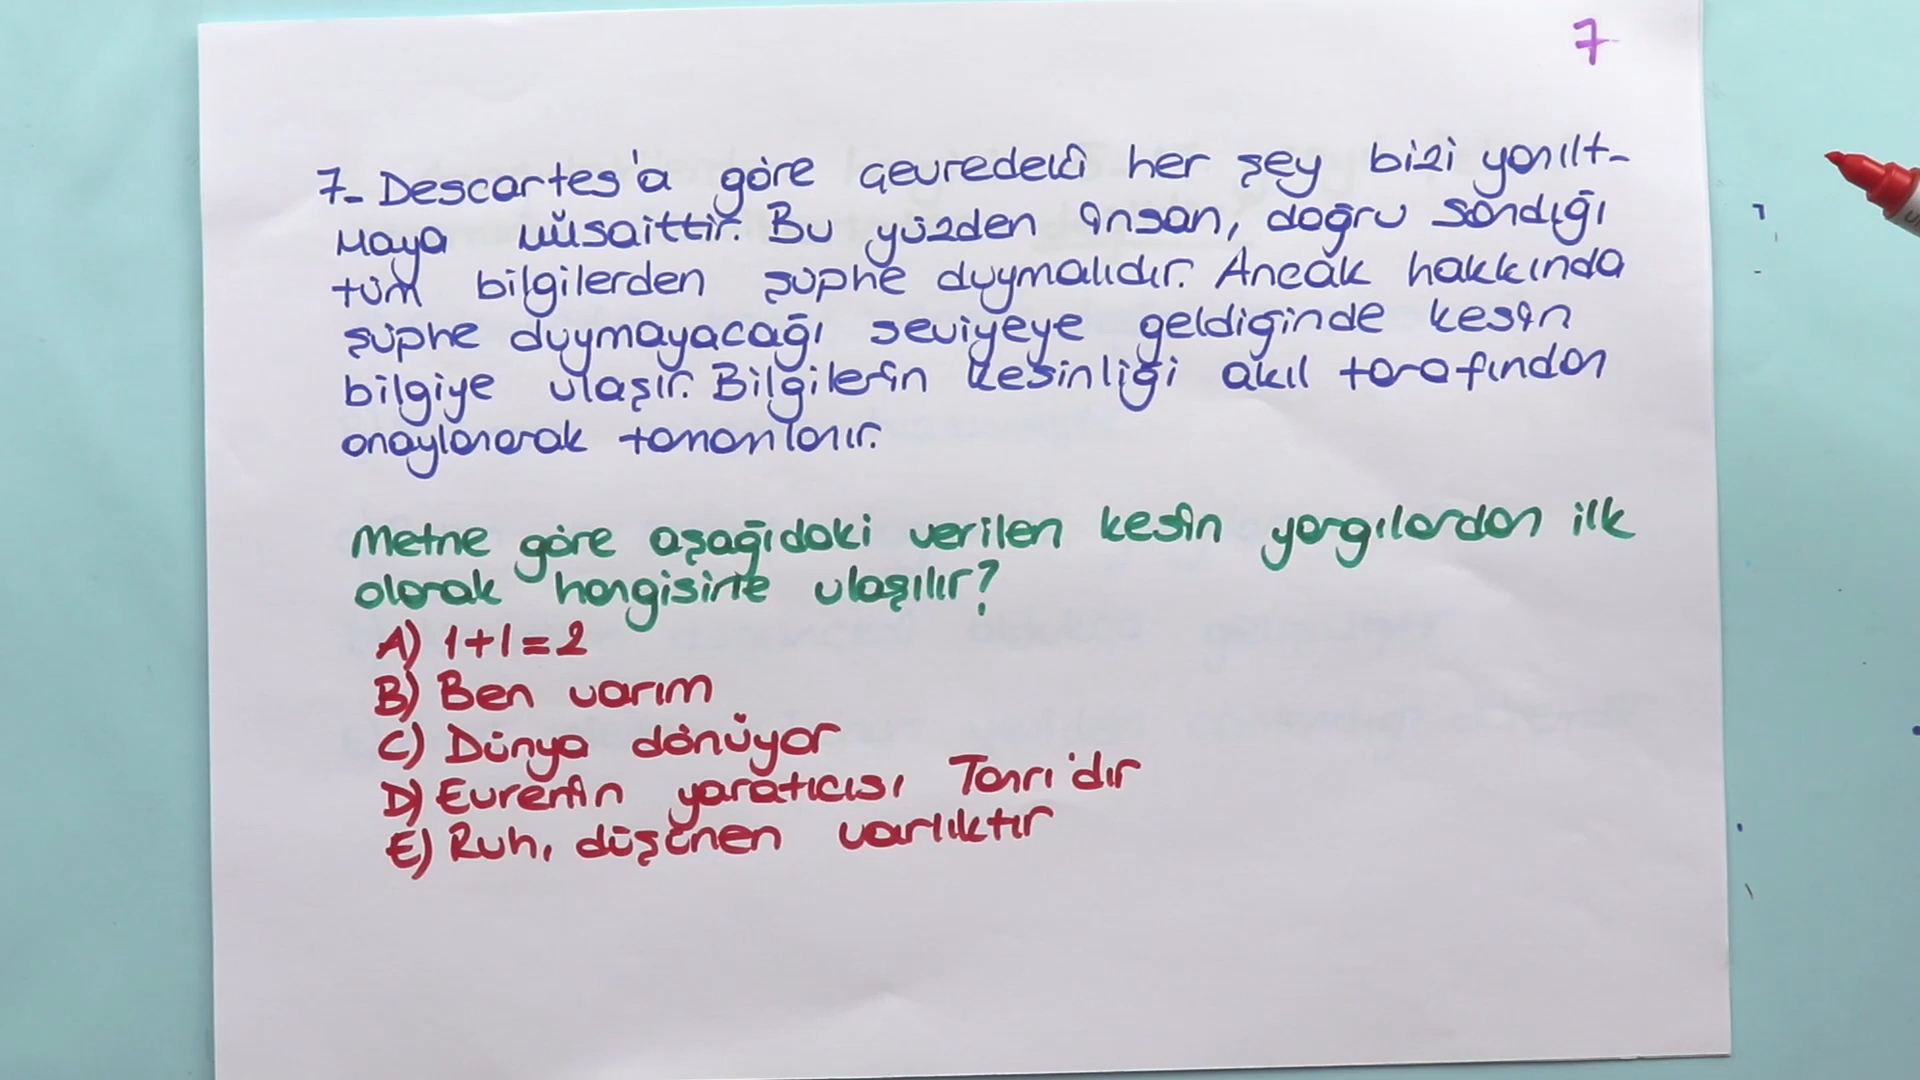 7
7- Descartes'a göre çevredeki her şey bizi yanılt-
maya müsaittir. Bu yüzden insan, doğru sandığı
tüm bilgilerden şüphe duymalıdır. Ancak hakkında
şüphe duymayacağı seviyeye geldiğinde kesin
bilgiye ulaşır. Bilgilerin kesinliği akıl tarafından
onaylanarak tamamlanır.
Metne göre aşağıdaki verilen kesin yargılardan ilk
olarak hangisine ulaşılır?
A) 1+1=2
B) Ben varım
C) Dünya dönüyor
D) Evrenin yaratıcısı Tanrı'dır
E) Ruh, düşünen varlıktır